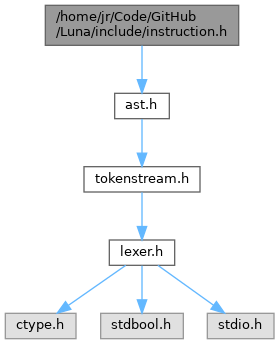 /home/jr/Code/GitHub
/Luna/include/instruction.h
ast.h
tokenstream.h
lexer.h
ctype.h
stdbool.h
stdio.h